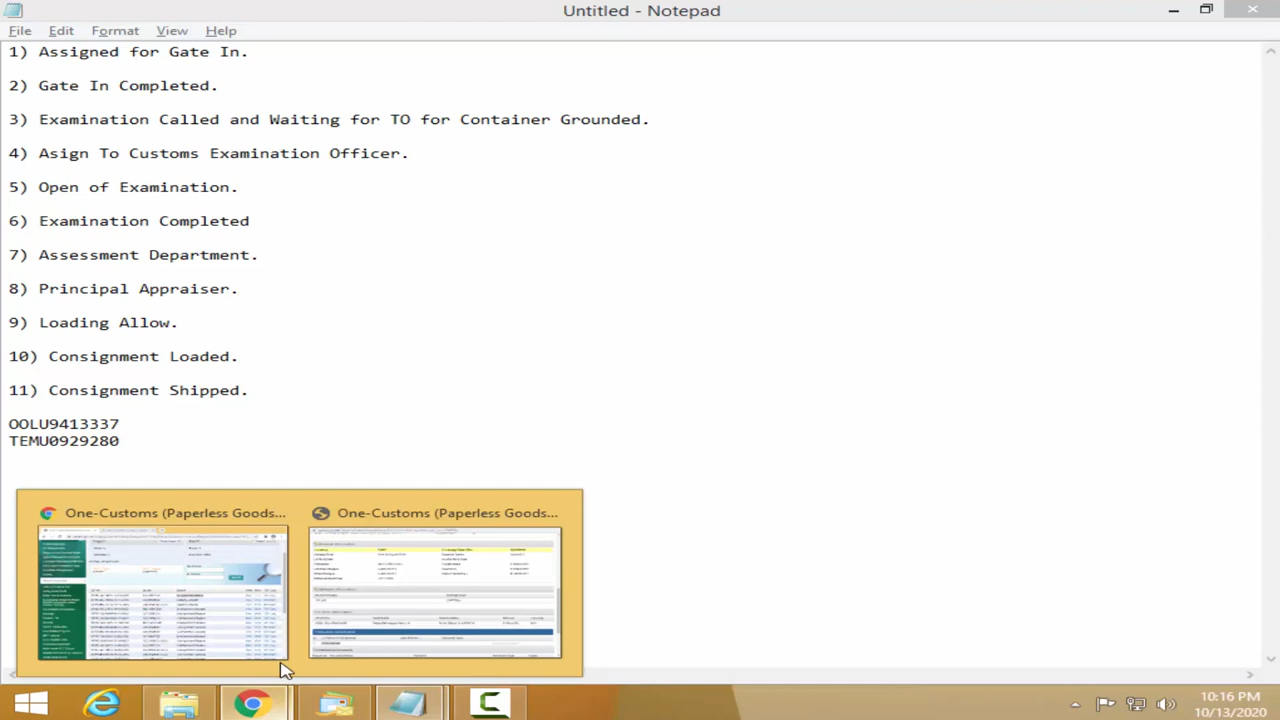 Untitled - Notepad
File Edit Format View Help
1) Assigned for Gate In.
2) Gate In Completed.
3) Examination Called and Waiting for TO for Container Grounded.
4) Asign To Customs Examination Officer.
5) Open of Examination.
6) Examination Completed
7) Assessment Department.
8) Principal Appraiser.
9) Loading Allow.
10) Consignment Loaded.
11) Consignment Shipped.
OOLU9413337
TEMU0929280
One-Customs (Paperless Goods... One-Customs (Paperless Goods...
10:16 PM
10/13/2020